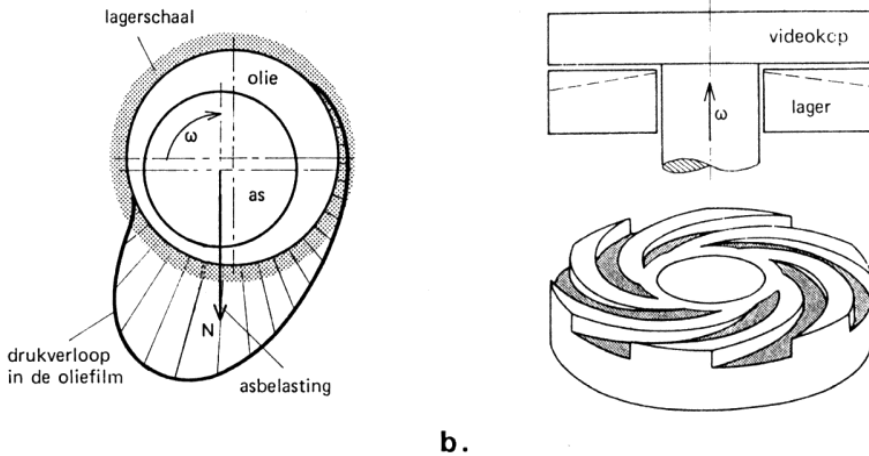 lagerschaal
olie
ω
as
N
drukverloop
in de oliefilm
asbelasting
videokop
ω
lager
b.